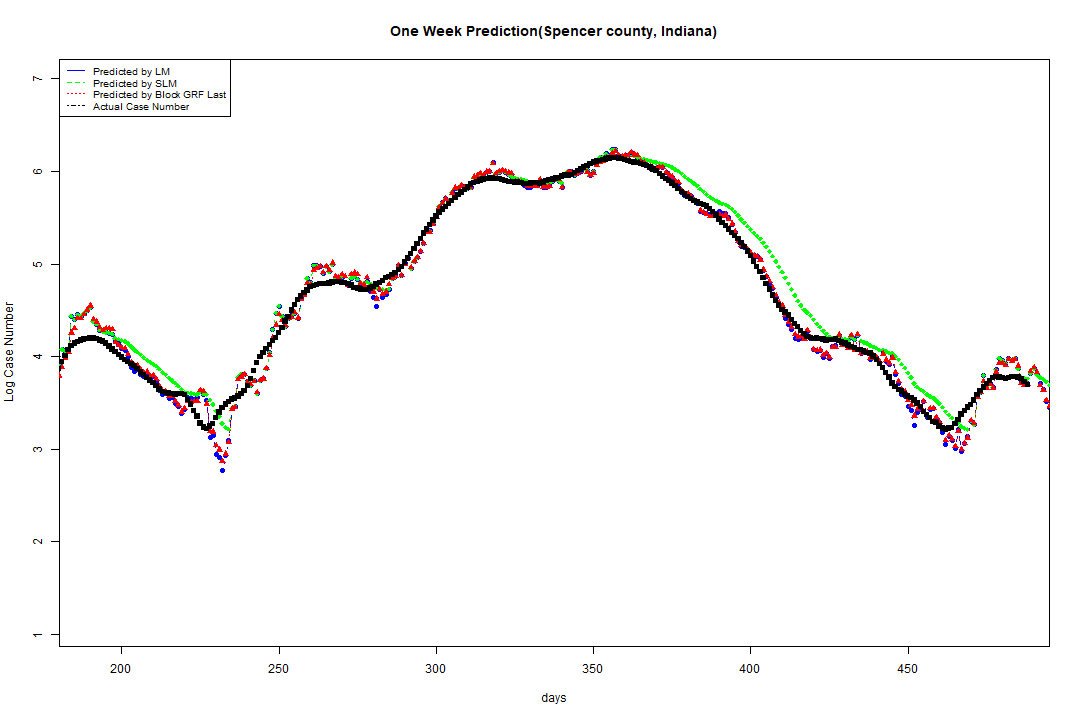 One Week Prediction(Spencer county, Indiana)
Predicted by LM
Predicted by SLM
Predicted by Block GRF Last
Actual Case Number
7
6
5
4
3
2
1
Log Case Number
200 250 300 350 400 450
days